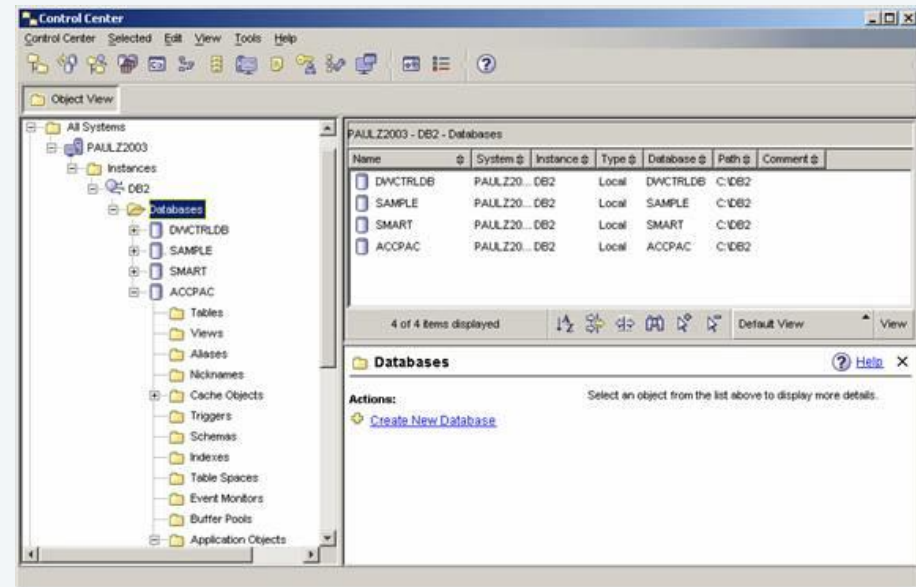 Control Center
Control Center Selected Edit View Tools Help
Object View
All Systems
PAULZ2003
Instances
DB2
Databases
DWCTRLDB
SAMPLE
SMART
ACCPAC
Tables
Views
Aliases
Nicknames
Cache Objects
Triggers
Schemas
Indexes
Table Spaces
Event Monitors
Buffer Pools
Application Objects
PAULZ2003 - DB2 - Databases
Name System Instance Type Database Path Comment
DWCTRLDB PAULZ20... DB2 Local DWCTRLDB C:\DB2
SAMPLE PAULZ20... DB2 Local SAMPLE C:\DB2
SMART PAULZ20... DB2 Local SMART C:\DB2
ACCPAC PAULZ20... DB2 Local ACCPAC C:\DB2
4 of 4 items displayed Default View View
Databases Help
Actions: Select an object from the list above to display more details.
Create New Database